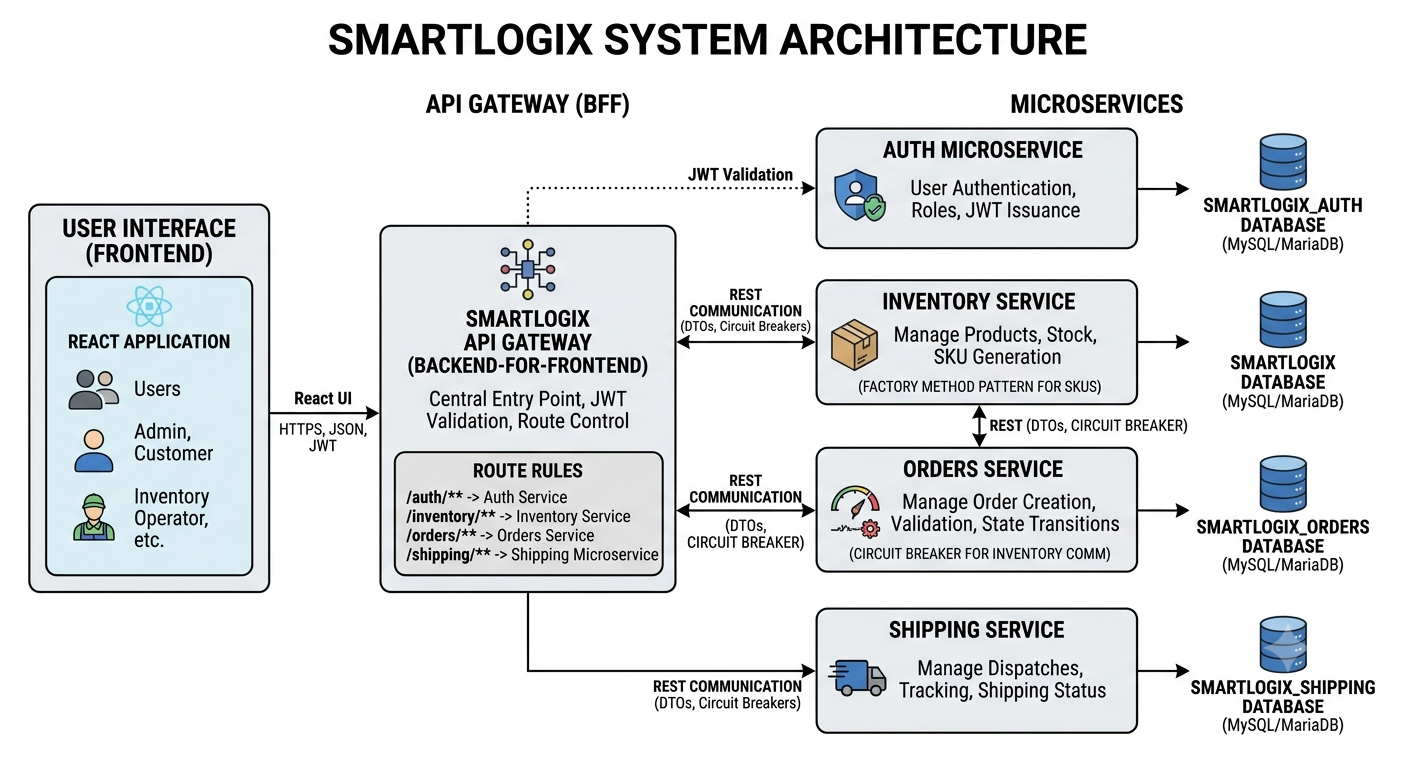 SMARTLOGIX SYSTEM ARCHITECTURE
API GATEWAY (BFF)
MICROSERVICES
USER INTERFACE
(FRONTEND)
REACT APPLICATION
Users
Admin,
Customer
Inventory
Operator,
etc.
React UI
HTTPS, JSON,
JWT
SMARTLOGIX
API GATEWAY
(BACKEND-FOR-FRONTEND)
Central Entry Point, JWT
Validation, Route Control
ROUTE RULES
/auth/** -> Auth Service
/inventory/** -> Inventory Service
/orders/** -> Orders Service
/shipping/** -> Shipping Microservice
JWT Validation
REST
COMMUNICATION
(DTOs, Circuit Breakers)
REST
COMMUNICATION
(DTOs,
CIRCUIT BREAKER)
REST COMMUNICATION
(DTOs, Circuit Breakers)
AUTH MICROSERVICE
User Authentication,
Roles, JWT Issuance
SMARTLOGIX_AUTH
DATABASE
(MySQL/MariaDB)
INVENTORY SERVICE
Manage Products, Stock,
SKU Generation
(FACTORY METHOD PATTERN FOR SKUS)
SMARTLOGIX
DATABASE
(MySQL/MariaDB)
REST (DTOs, CIRCUIT BREAKER)
ORDERS SERVICE
Manage Order Creation,
Validation, State Transitions
(CIRCUIT BREAKER FOR INVENTORY COMM)
SMARTLOGIX_ORDERS
DATABASE
(MySQL/MariaDB)
SHIPPING SERVICE
Manage Dispatches,
Tracking, Shipping Status
SMARTLOGIX_SHIPPING
DATABASE
(MySQL/MariaDB)